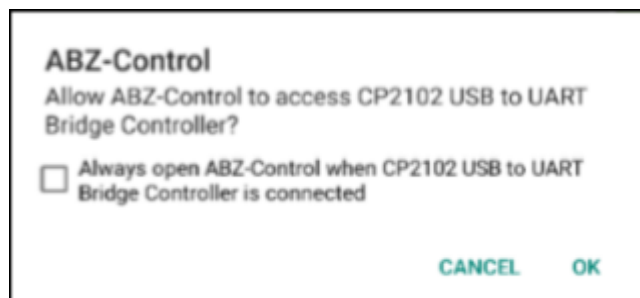 ABZ-Control
Allow ABZ-Control to access CP2102 USB to UART
Bridge Controller?
Always open ABZ-Control when CP2102 USB to UART
Bridge Controller is connected
CANCEL OK